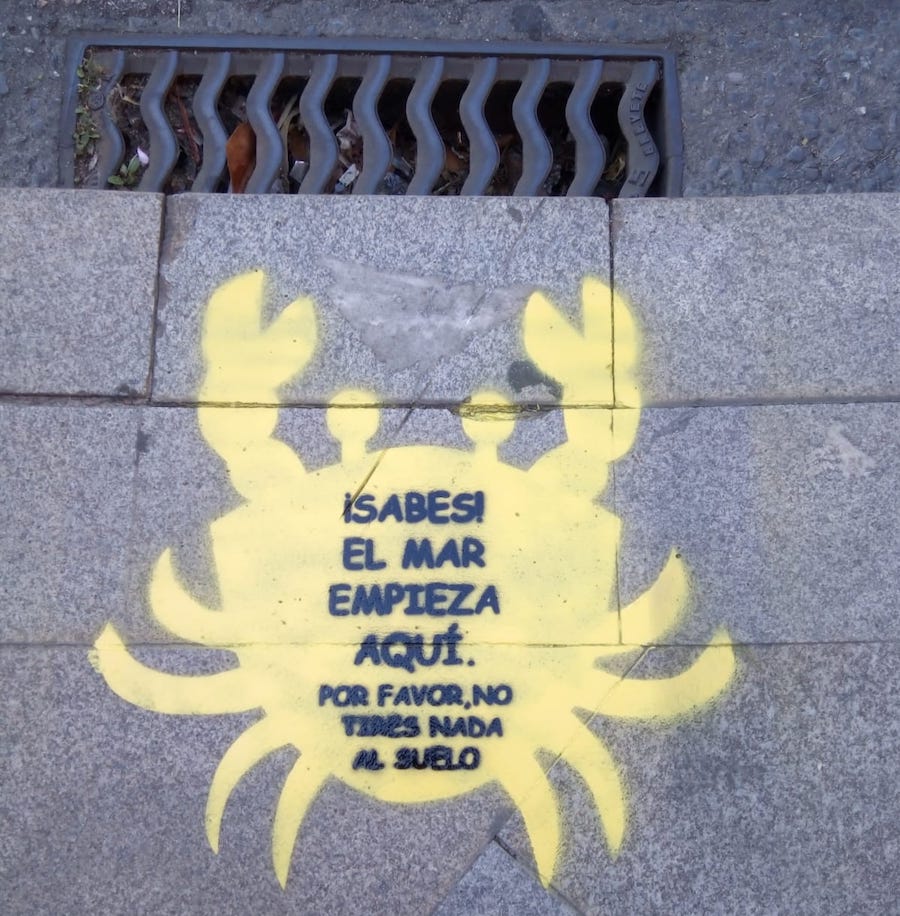 ¡SABES!
EL MAR
EMPIEZA
AQUÍ.
POR FAVOR,NO
TIRES NADA
AL SUELO